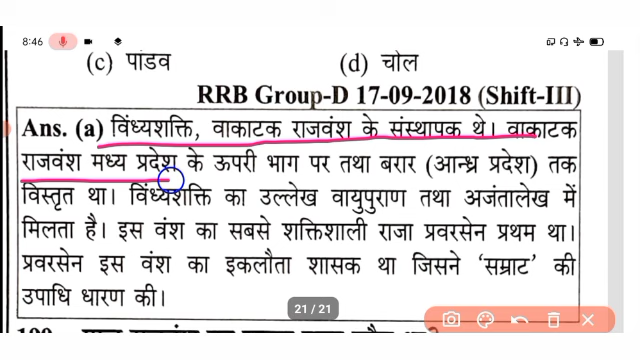 8:46
(c) पांडव (d) चोल
RRB Group-D 17-09-2018 (Shift-III)
Ans. (a) विंध्यशक्ति, वाकाटक राजवंश के संस्थापक थे। वाकाटक
राजवंश मध्य प्रदेश के ऊपरी भाग पर तथा बरार (आन्ध्र प्रदेश) तक
विस्तृत था। विंध्यशक्ति का उल्लेख वायुपुराण तथा अजंतालेख में
मिलता है। इस वंश का सबसे शक्तिशाली राजा प्रवरसेन प्रथम था।
प्रवरसेन इस वंश का इकलौता शासक था जिसने ‘सम्राट’ की
उपाधि धारण की।
21 / 21